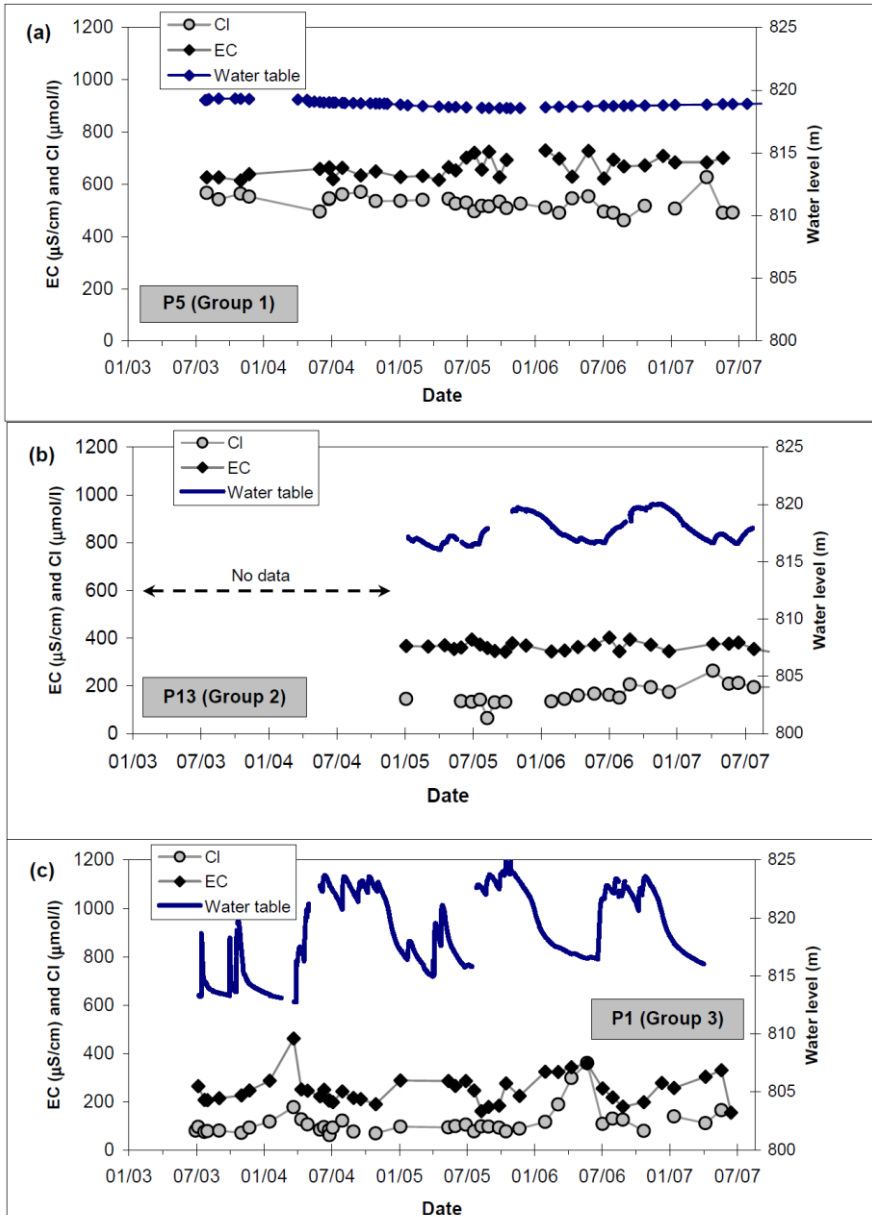 (a)
Cl
EC
Water table
1200
1000
800
600
400
200
0
EC (µS/cm) and Cl (µmol/l)
825
820
815
810
805
800
Water level (m)
P5 (Group 1)
01/03 07/03 01/04 07/04 01/05 07/05 01/06 07/06 01/07 07/07
Date
(b)
Cl
EC
Water table
1200
1000
800
600
400
200
0
EC (µS/cm) and Cl (µmol/l)
825
820
815
810
805
800
Water level (m)
No data
P13 (Group 2)
01/03 07/03 01/04 07/04 01/05 07/05 01/06 07/06 01/07 07/07
Date
(c)
Cl
EC
Water table
1200
1000
800
600
400
200
0
EC (µS/cm) and Cl (µmol/l)
825
820
815
810
805
800
Water level (m)
P1 (Group 3)
01/03 07/03 01/04 07/04 01/05 07/05 01/06 07/06 01/07 07/07
Date